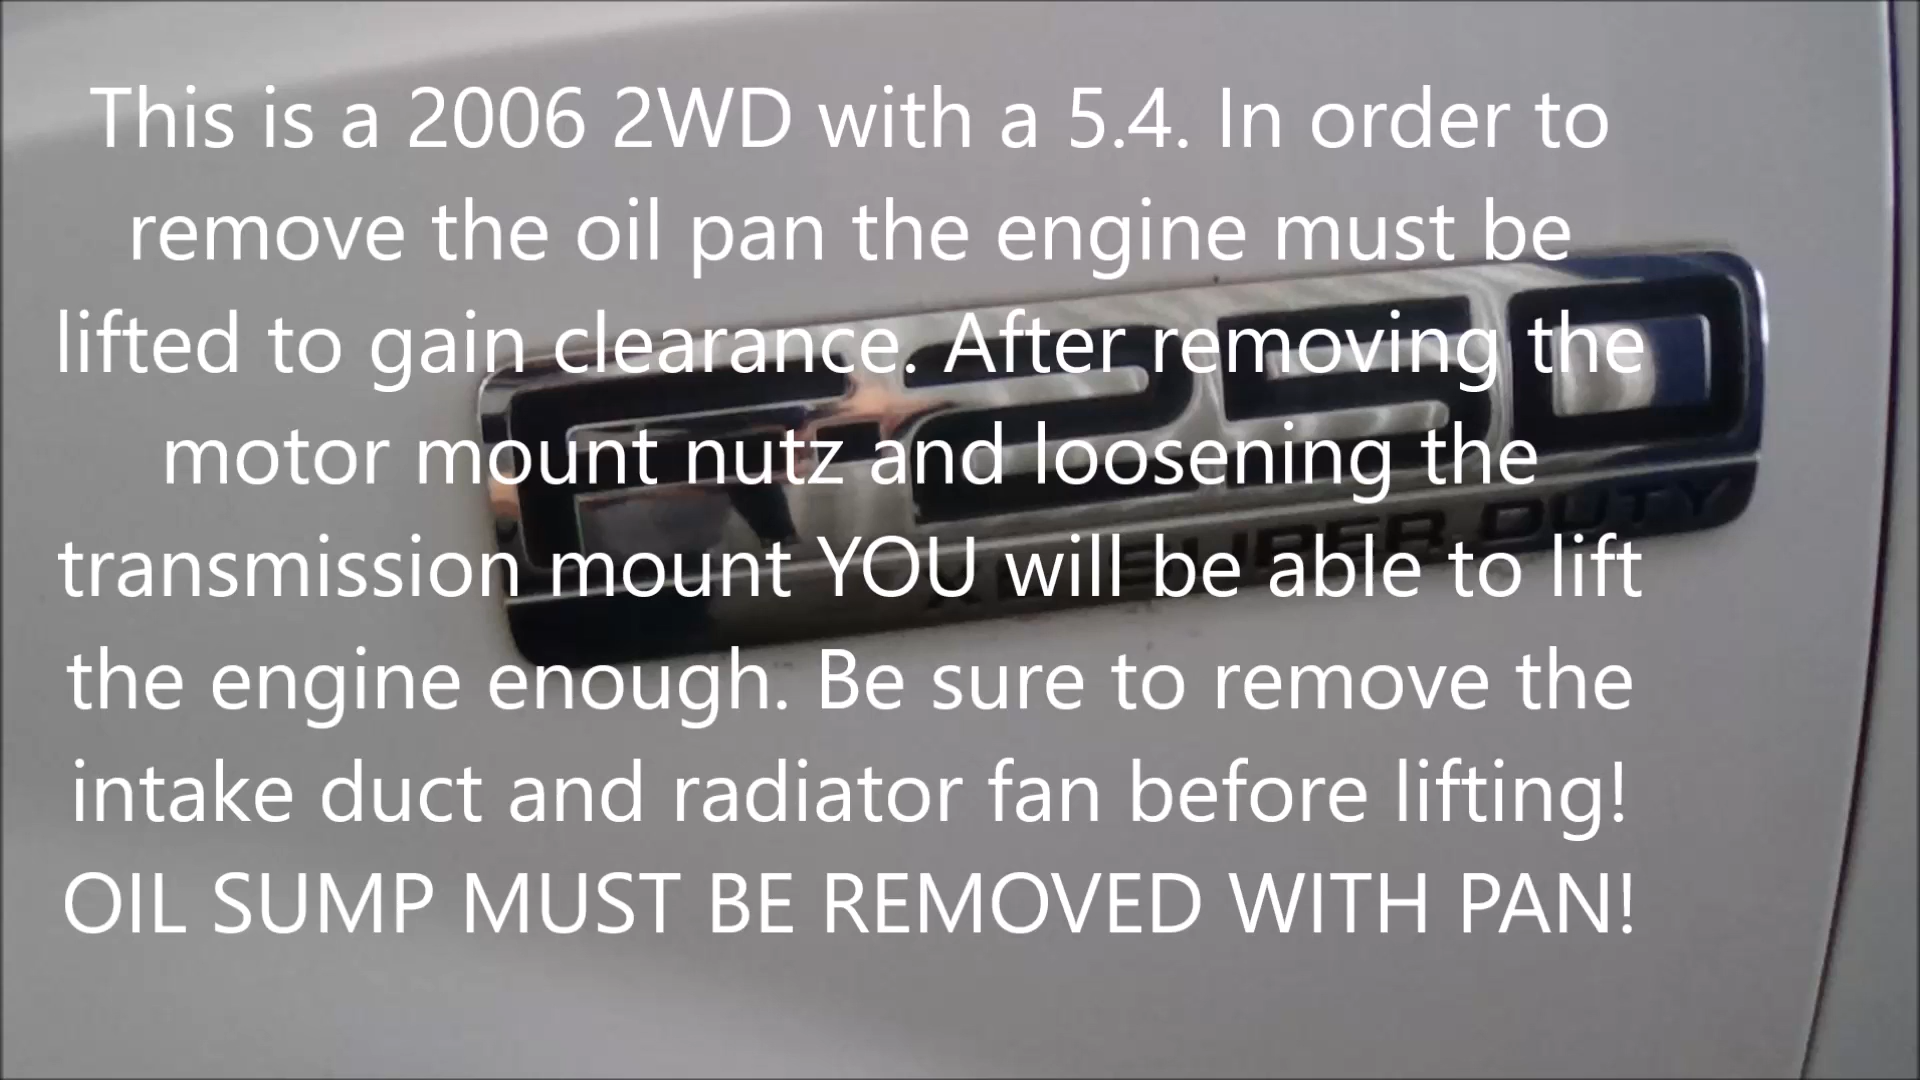 This is a 2006 2WD with a 5.4. In order to
remove the oil pan the engine must be
lifted to gain clearance. After removing the
motor mount nutz and loosening the
transmission mount YOU will be able to lift
the engine enough. Be sure to remove the
intake duct and radiator fan before lifting!
OIL SUMP MUST BE REMOVED WITH PAN!
F-250
SUPER DUTY